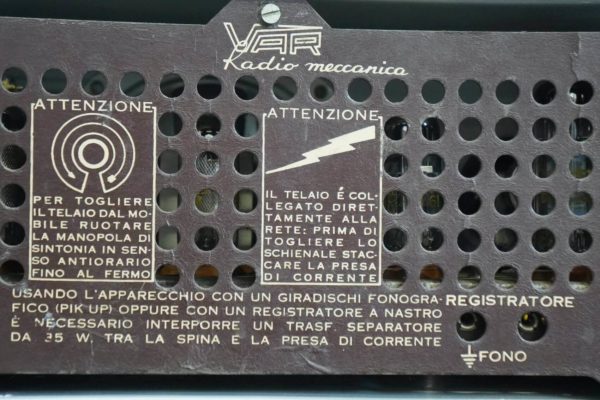 VAR
Radio meccanica
ATTENZIONE
PER TOGLIERE
IL TELAIO DAL MO-
BILE RUOTARE
LA MANOPOLA DI
SINTONIA IN SEN-
SO ANTIORARIO
FINO AL FERMO
ATTENZIONE
IL TELAIO É COL-
LEGATO DIRET-
TAMENTE ALLA
RETE: PRIMA DI
TOGLIERE LO
SCHIENALE STAC-
CARE LA PRESA
DI CORRENTE
USANDO L'APPARECCHIO CON UN GIRADISCHI FONOGRA-
FICO (PIK UP) OPPURE CON UN REGISTRATORE A NASTRO
É NECESSARIO INTERPORRE UN TRASF. SEPARATORE
DA 35 W. TRA LA SPINA E LA PRESA DI CORRENTE
REGISTRATORE
FONO